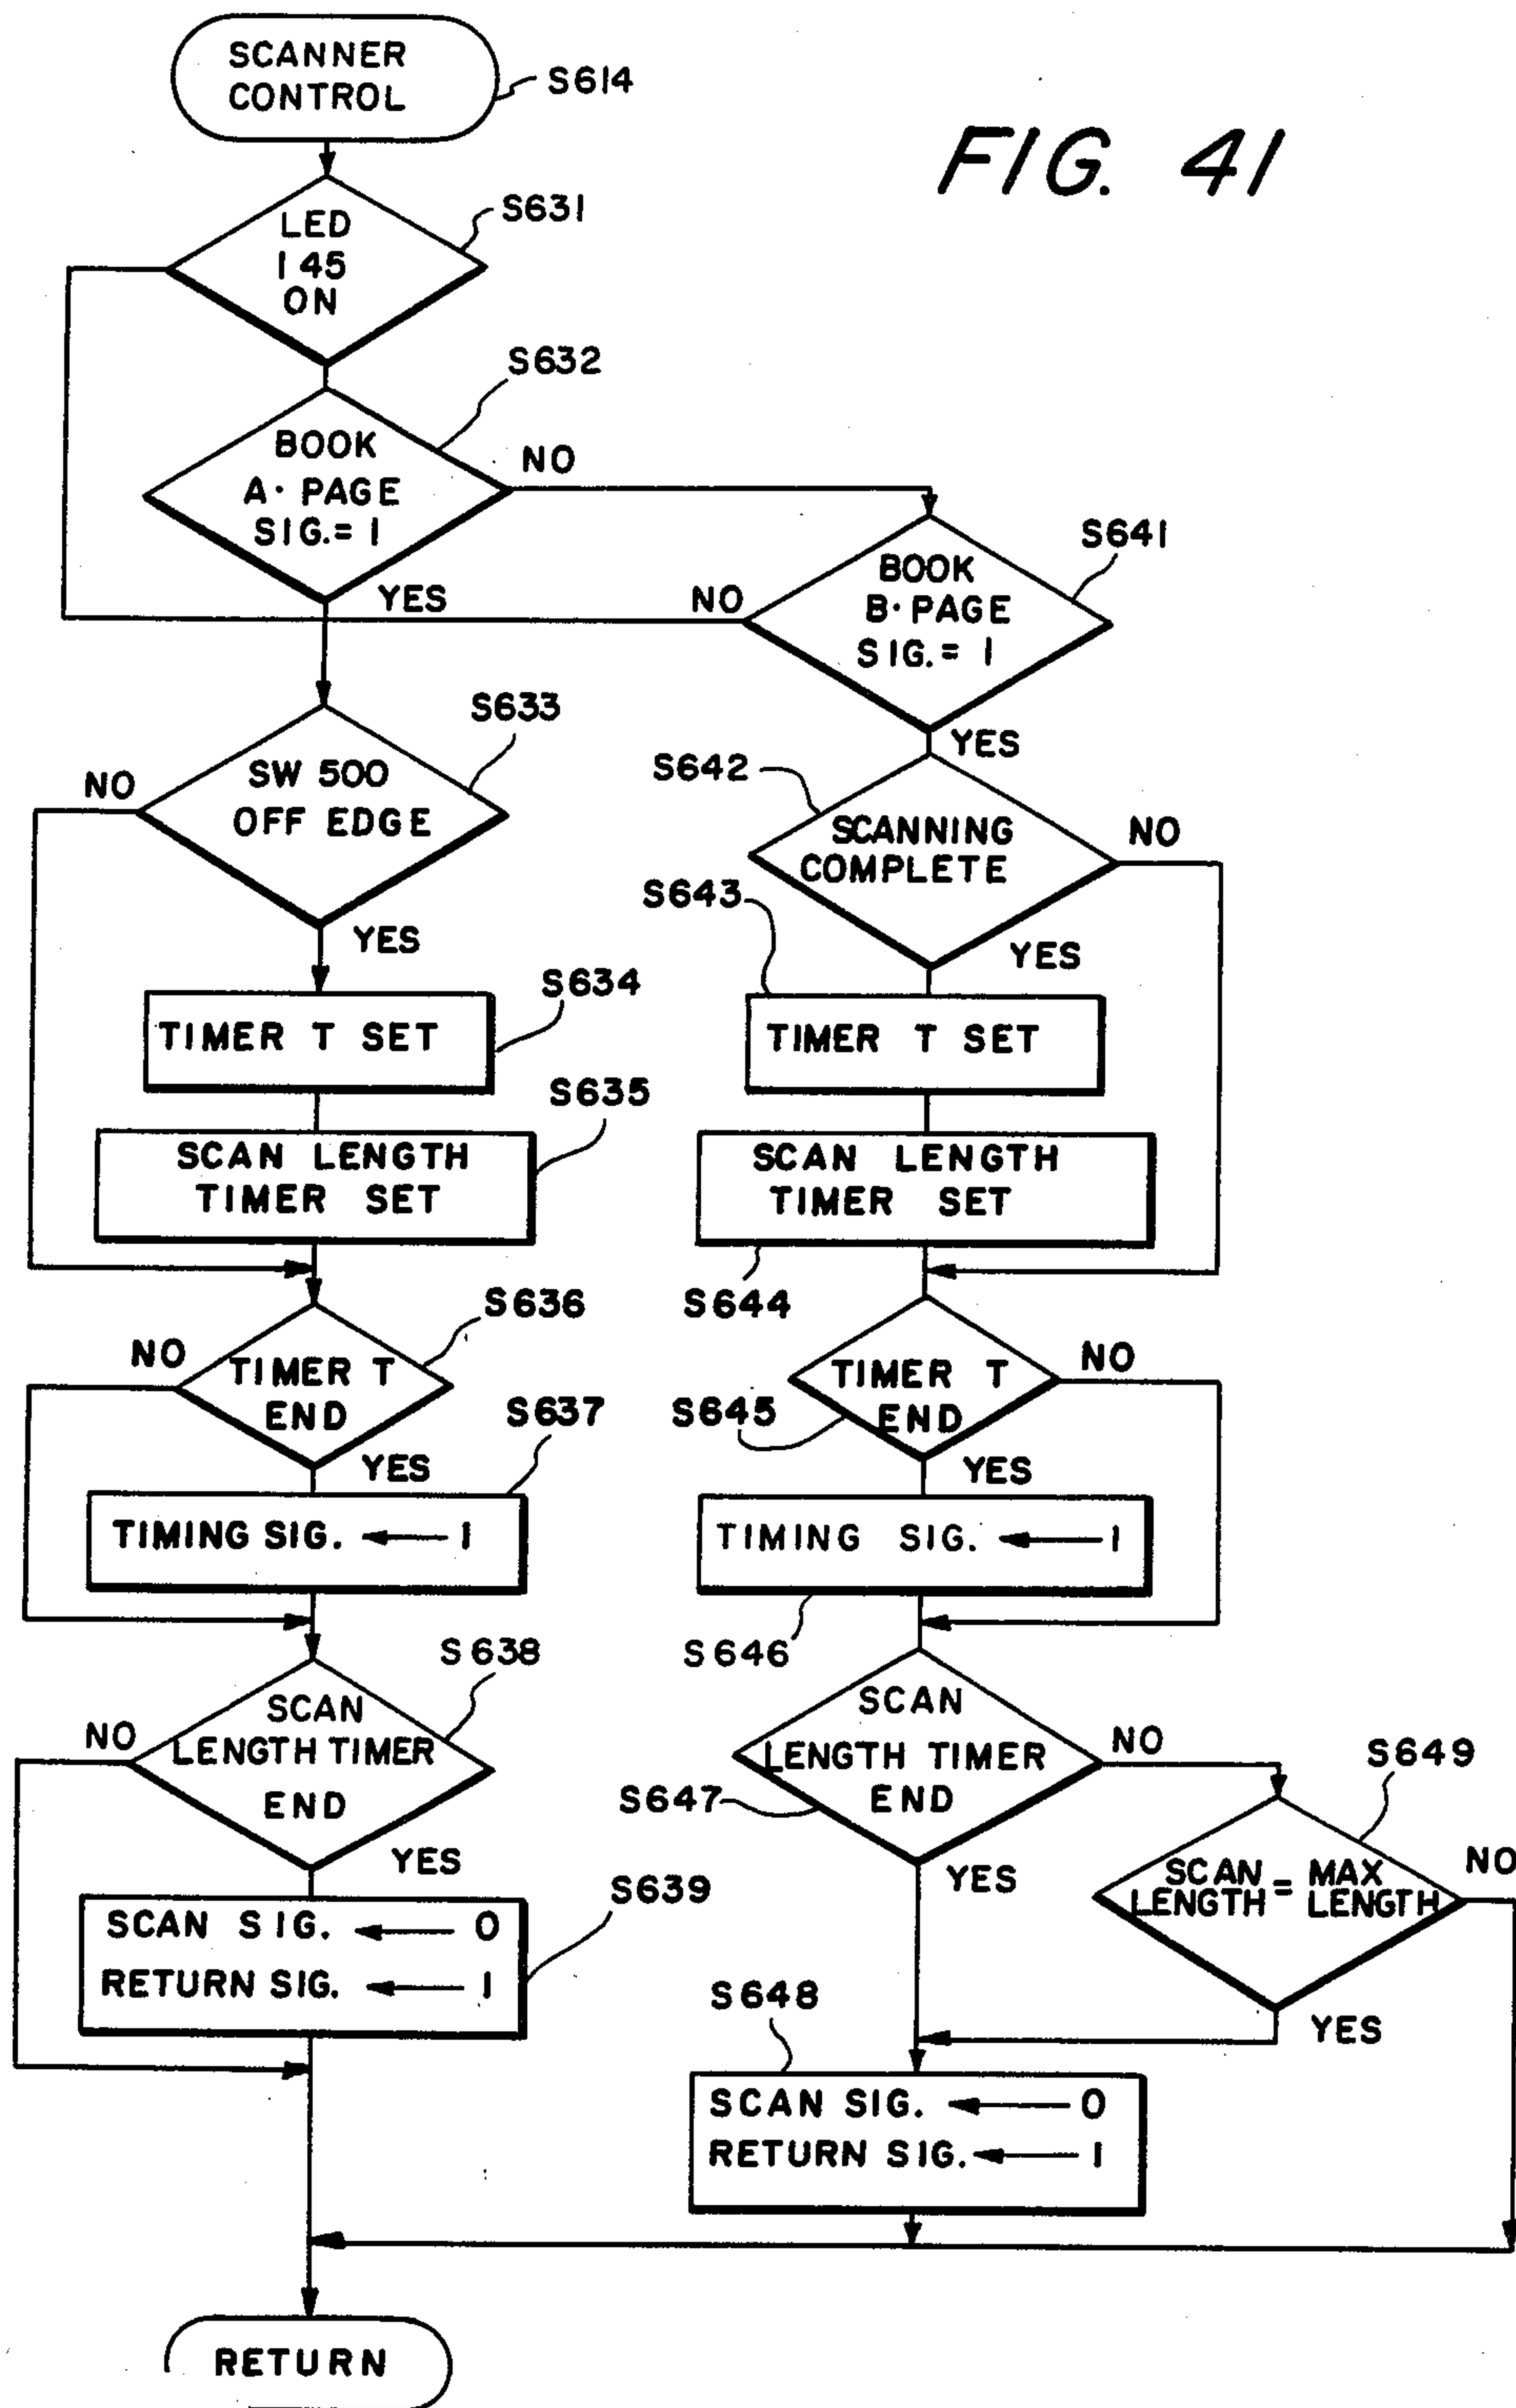 SCANNER
CONTROL
S614
FIG. 41
LED
145
ON
S631
S632
BOOK
A· PAGE
SIG.= 1
NO
YES
S641
BOOK
B· PAGE
SIG.= 1
NO
YES
S633
SW 500
OFF EDGE
NO
YES
S642
SCANNING
COMPLETE
NO
YES
S643
S634
TIMER T SET
TIMER T SET
S635
SCAN LENGTH
TIMER SET
SCAN LENGTH
TIMER SET
S644
S636
TIMER T
END
NO
YES
TIMER T
END
NO
S645
YES
S637
TIMING SIG. ← 1
TIMING SIG. ← 1
S646
S638
SCAN
LENGTH TIMER
END
NO
YES
SCAN
LENGTH TIMER
END
NO
S647
YES
S649
SCAN = MAX
LENGTH LENGTH
NO
YES
S639
SCAN SIG. ← 0
RETURN SIG. ← 1
S648
SCAN SIG. ← 0
RETURN SIG. ← 1
RETURN